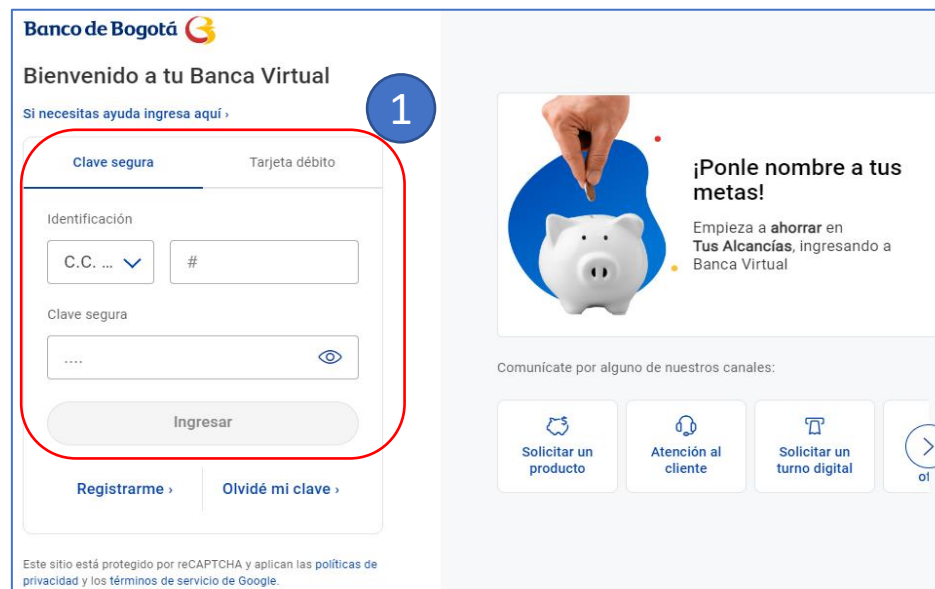 Banco de Bogotá
Bienvenido a tu Banca Virtual
Si necesitas ayuda ingresa aquí ›
1
Clave segura
Tarjeta débito
Identificación
C.C. ...
#
Clave segura
....
Ingresar
Registrarme ›
Olvidé mi clave ›
Este sitio está protegido por reCAPTCHA y aplican las políticas de
privacidad y los términos de servicio de Google.
¡Ponle nombre a tus
metas!
Empieza a ahorrar en
Tus Alcancías, ingresando a
Banca Virtual
Comunícate por alguno de nuestros canales:
Solicitar un
producto
Atención al
cliente
Solicitar un
turno digital